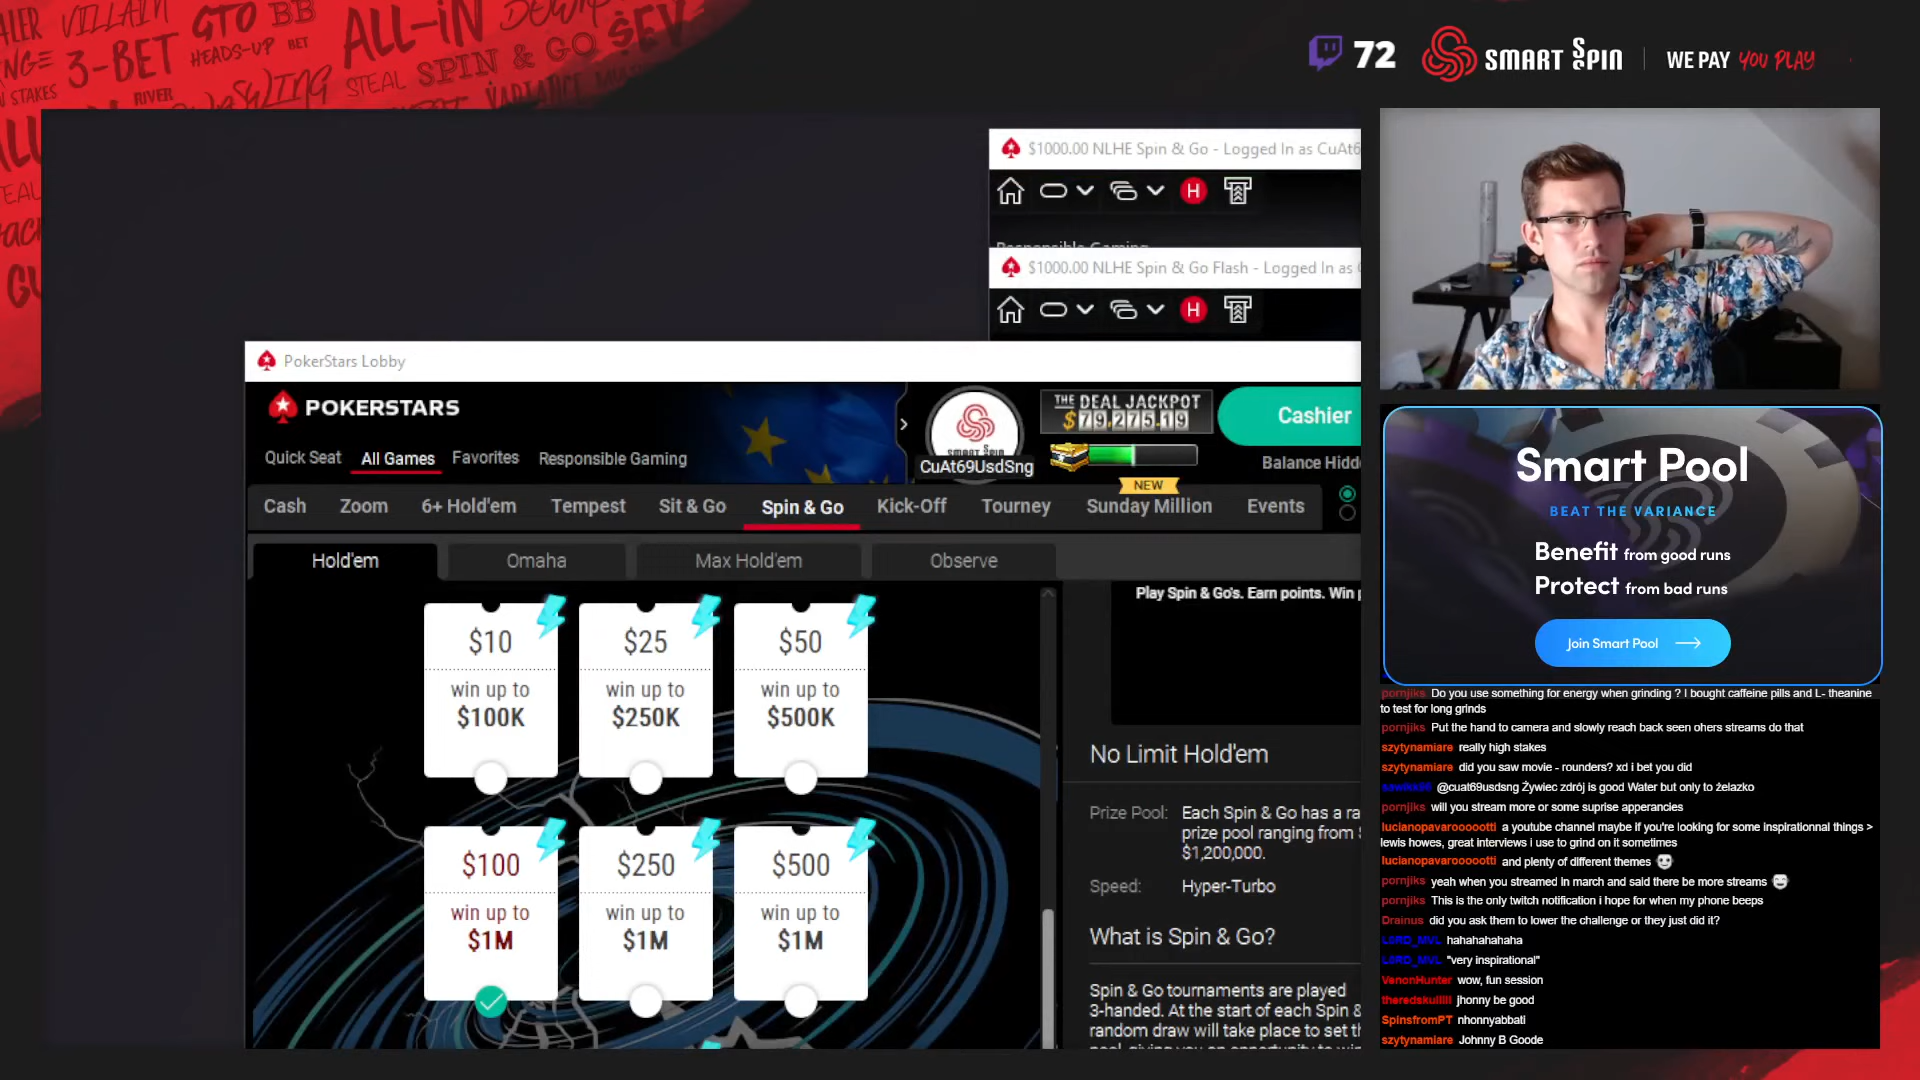 VILLAIN
GTO BB
3-BET
HEADS-UP BET
ALL-IN
SPIN & GO
STEAL
RIVER
SWING
STAKES
72
SMART SPIN
WE PAY YOU PLAY
$1000.00 NLHE Spin & Go - Logged In as CuAt6
$1000.00 NLHE Spin & Go Flash - Logged In as
PokerStars Lobby
POKERSTARS
THE DEAL JACKPOT
$79,275.19
Cashier
Quick Seat
All Games
Favorites
Responsible Gaming
CuAt69UsdSng
Balance Hidd
NEW
Cash
Zoom
6+ Hold'em
Tempest
Sit & Go
Spin & Go
Kick-Off
Tourney
Sunday Million
Events
Hold'em
Omaha
Max Hold'em
Observe
$10
win up to
$100K
$25
win up to
$250K
$50
win up to
$500K
$100
win up to
$1M
$250
win up to
$1M
$500
win up to
$1M
Play Spin & Go's. Earn points. Win
No Limit Hold'em
Prize Pool: Each Spin & Go has a ra
prize pool ranging from
$1,200,000.
Speed: Hyper-Turbo
What is Spin & Go?
Spin & Go tournaments are played
3-handed. At the start of each Spin &
random draw will take place to set th
Smart Pool
BEAT THE VARIANCE
Benefit from good runs
Protect from bad runs
Join Smart Pool
pornjiks Do you use something for energy when grinding ? I bought caffeine pills and L- theanine
to test for long grinds
pornjiks Put the hand to camera and slowly reach back seen ohers streams do that
szytynamiare really high stakes
szytynamiare did you saw movie - rounders? xd i bet you did
@cuat69usdsng Żywiec zdrój is good Water but only to żelazko
pornjiks will you stream more or some suprise apperancies
lucianopavarooootti a youtube channel maybe if you're looking for some inspirationnal things >
lewis howes, great interviews i use to grind on it sometimes
lucianopavarooootti and plenty of different themes
pornjiks yeah when you streamed in march and said there be more streams
pornjiks This is the only twitch notification i hope for when my phone beeps
Drainus did you ask them to lower the challenge or they just did it?
L0RD_MVL hahahahahaha
L0RD_MVL "very inspirational"
VenonHunter wow, fun session
theredskullll jhonny be good
SpinsfromPT nhonnyabbati
szytynamiare Johnny B Goode